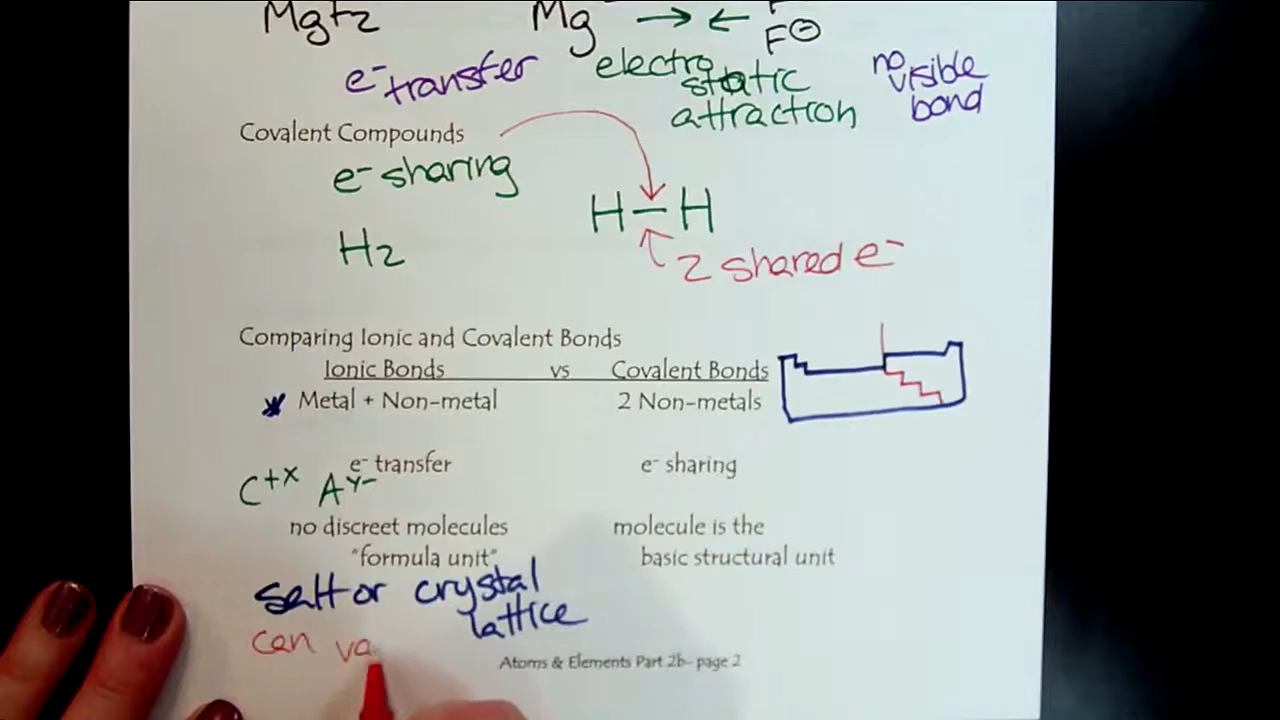 MgF2 Mg → ← F⊖
e- transfer electrostatic attraction no visible bond
Covalent Compounds
e- sharing
H—H
H2
2 shared e-
Comparing Ionic and Covalent Bonds
Ionic Bonds vs Covalent Bonds
Metal + Non-metal 2 Non-metals
e- transfer e- sharing
C+x Ay-
no discreet molecules molecule is the
"formula unit" basic structural unit
salt or crystal
lattice
can va
Atoms & Elements Part 2b- page 2